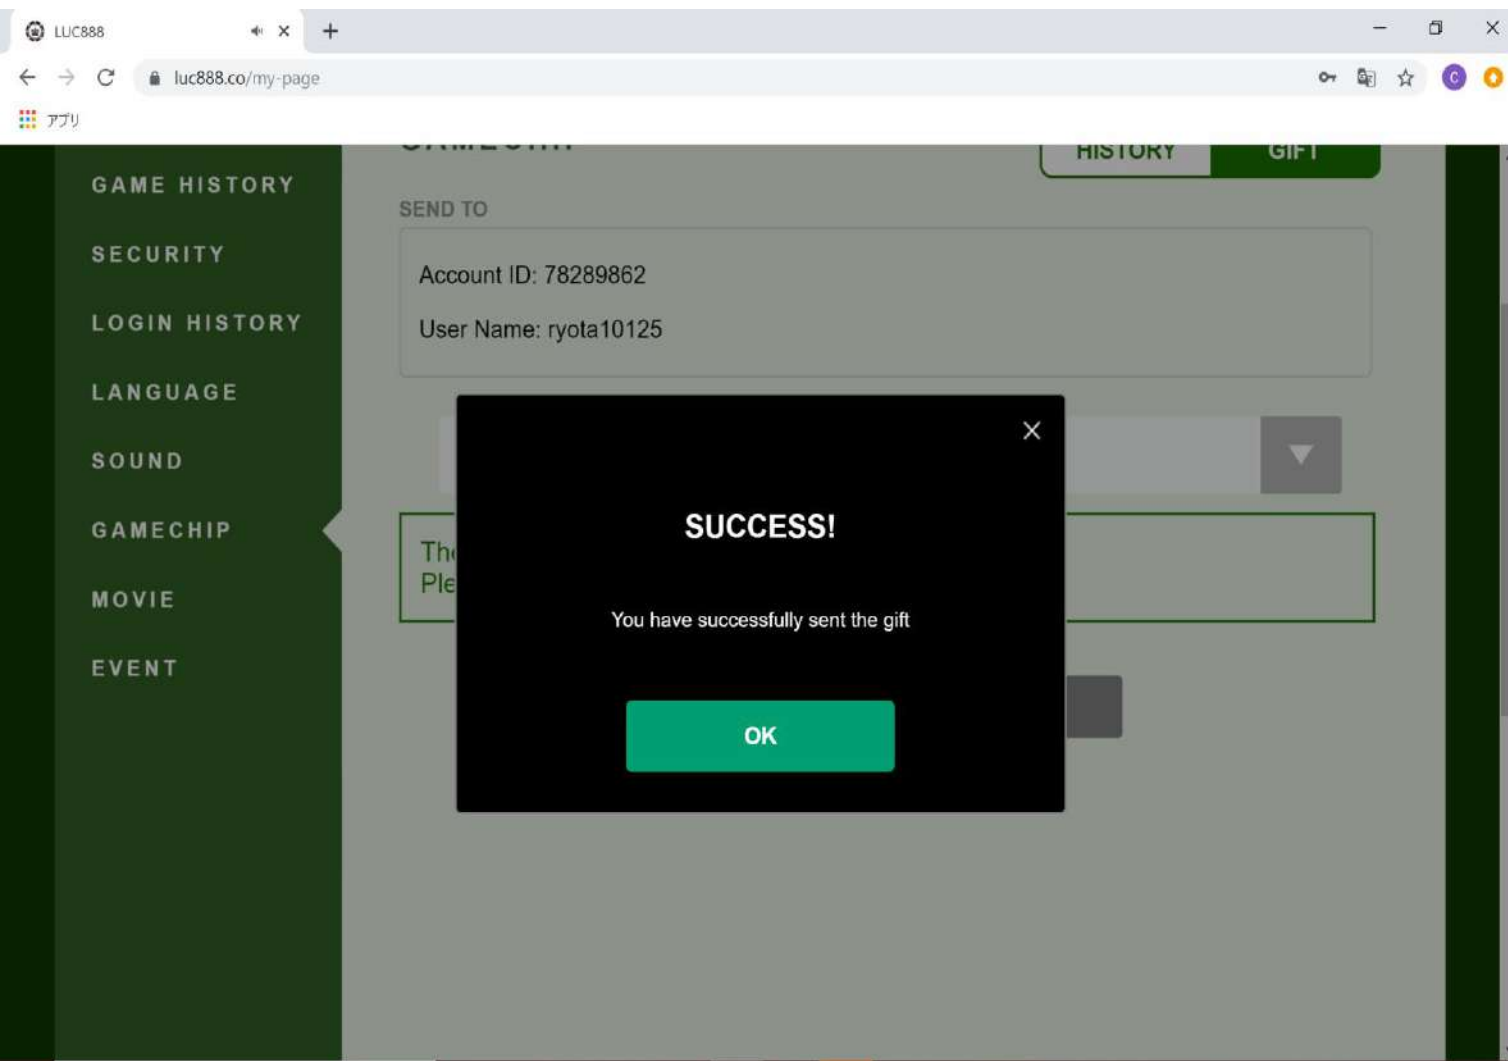 LUC888
luc888.co/my-page
アプリ
HISTORY
GIFT
GAME HISTORY
SECURITY
LOGIN HISTORY
LANGUAGE
SOUND
GAMECHIP
MOVIE
EVENT
SEND TO
Account ID: 78289862
User Name: ryota10125
SUCCESS!
You have successfully sent the gift
OK